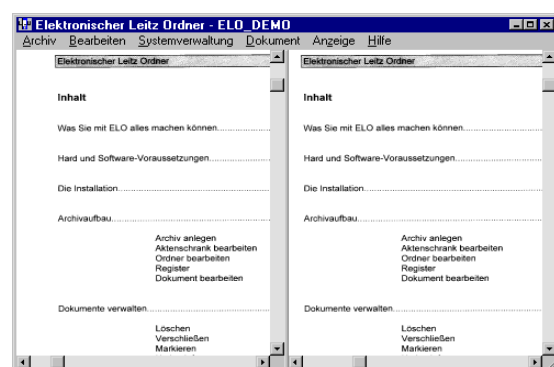 Elektronischer Leitz Ordner - ELO_DEMO
Archiv Bearbeiten Systemverwaltung Dokument Anzeige Hilfe
Elektronischer Leitz Ordner
Inhalt
Was Sie mit ELO alles machen können
Hard und Software-Voraussetzungen
Die Installation
Archivaufbau
Archiv anlegen
Aktenschrank bearbeiten
Ordner bearbeiten
Register
Dokument bearbeiten
Dokumente verwalten
Löschen
Verschließen
Markieren
Elektronischer Leitz Ordner
Inhalt
Was Sie mit ELO alles machen können
Hard und Software-Voraussetzungen
Die Installation
Archivaufbau
Archiv anlegen
Aktenschrank bearbeiten
Ordner bearbeiten
Register
Dokument bearbeiten
Dokumente verwalten
Löschen
Verschließen
Markieren